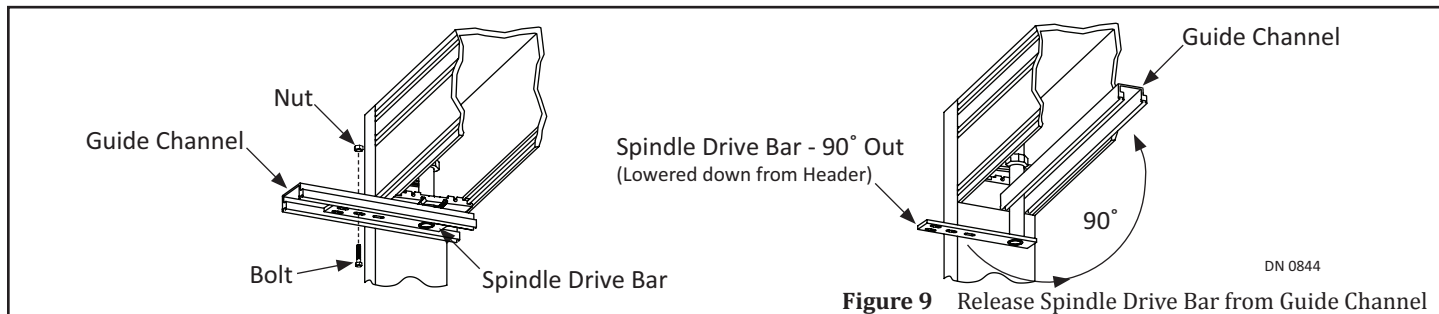 Nut
Guide Channel
Bolt
Spindle Drive Bar
Guide Channel
Spindle Drive Bar - 90˚ Out
(Lowered down from Header)
90˚
DN 0844
Figure 9 Release Spindle Drive Bar from Guide Channel